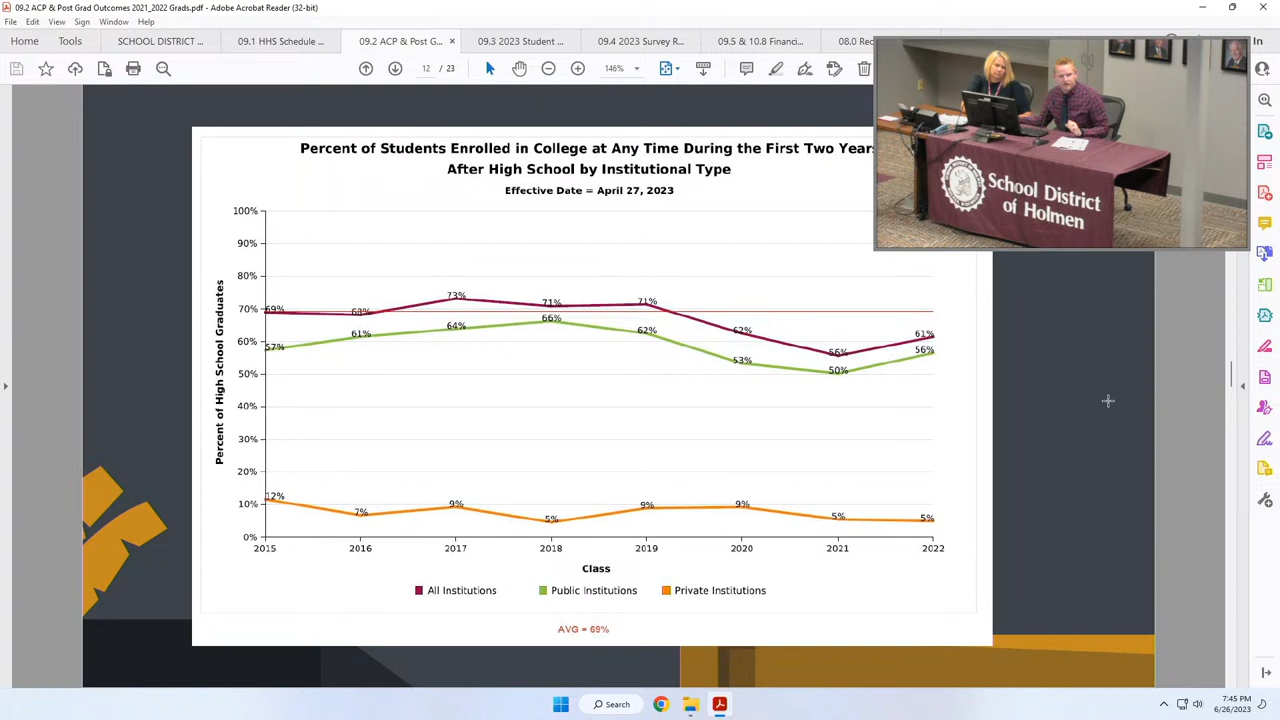 09.2 ACP & Post Grad Outcomes 2021_2022 Grads.pdf - Adobe Acrobat Reader (32-bit)
File Edit View Sign Window Help
Home Tools SCHOOL DISTRICT ... 09.1 HHS Schedule ... 09.2 ACP & Post G... × 09.3 2023 Student ... 09.4 2023 Survey R... 09.5 & 10.8 Financi... 08.0 Rec In
12 / 23 146%
Percent of Students Enrolled in College at Any Time During the First Two Years
After High School by Institutional Type
Effective Date = April 27, 2023
School District
of Holmen
Percent of High School Graduates
100%
90%
80%
70%
60%
50%
40%
30%
20%
10%
0%
69% 68% 73% 71% 71% 62% 56% 61%
57% 61% 64% 66% 62% 53% 50% 56%
12% 7% 9% 5% 9% 9% 5% 5%
2015 2016 2017 2018 2019 2020 2021 2022
Class
All Institutions Public Institutions Private Institutions
AVG = 69%
Search
7:45 PM
6/26/2023